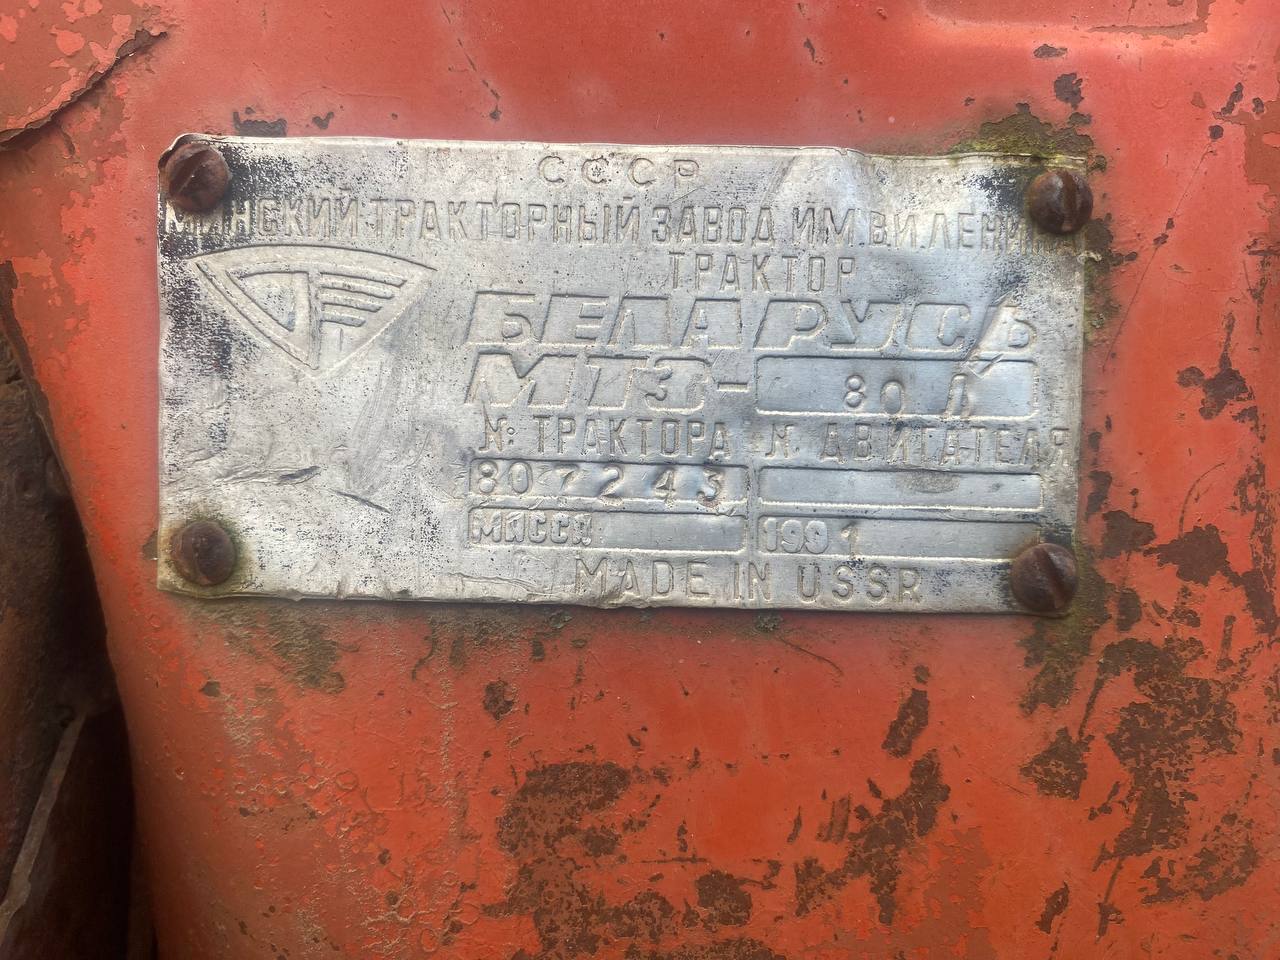 СССР
МИНСКИЙ ТРАКТОРНЫЙ ЗАВОД ИМ. В.И. ЛЕНИНА
ТРАКТОР
БЕЛАРУСЬ
МТЗ- 80 Л
№ ТРАКТОРА № ДВИГАТЕЛЯ
807243
МАССА 1991
MADE IN USSR